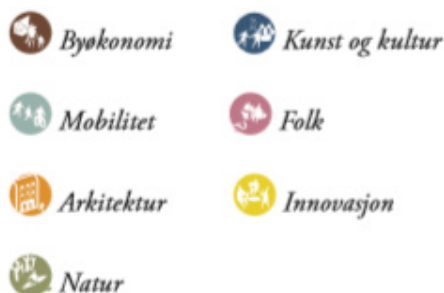 Byøkonomi
Kunst og kultur
Mobilitet
Folk
Arkitektur
Innovasjon
Natur